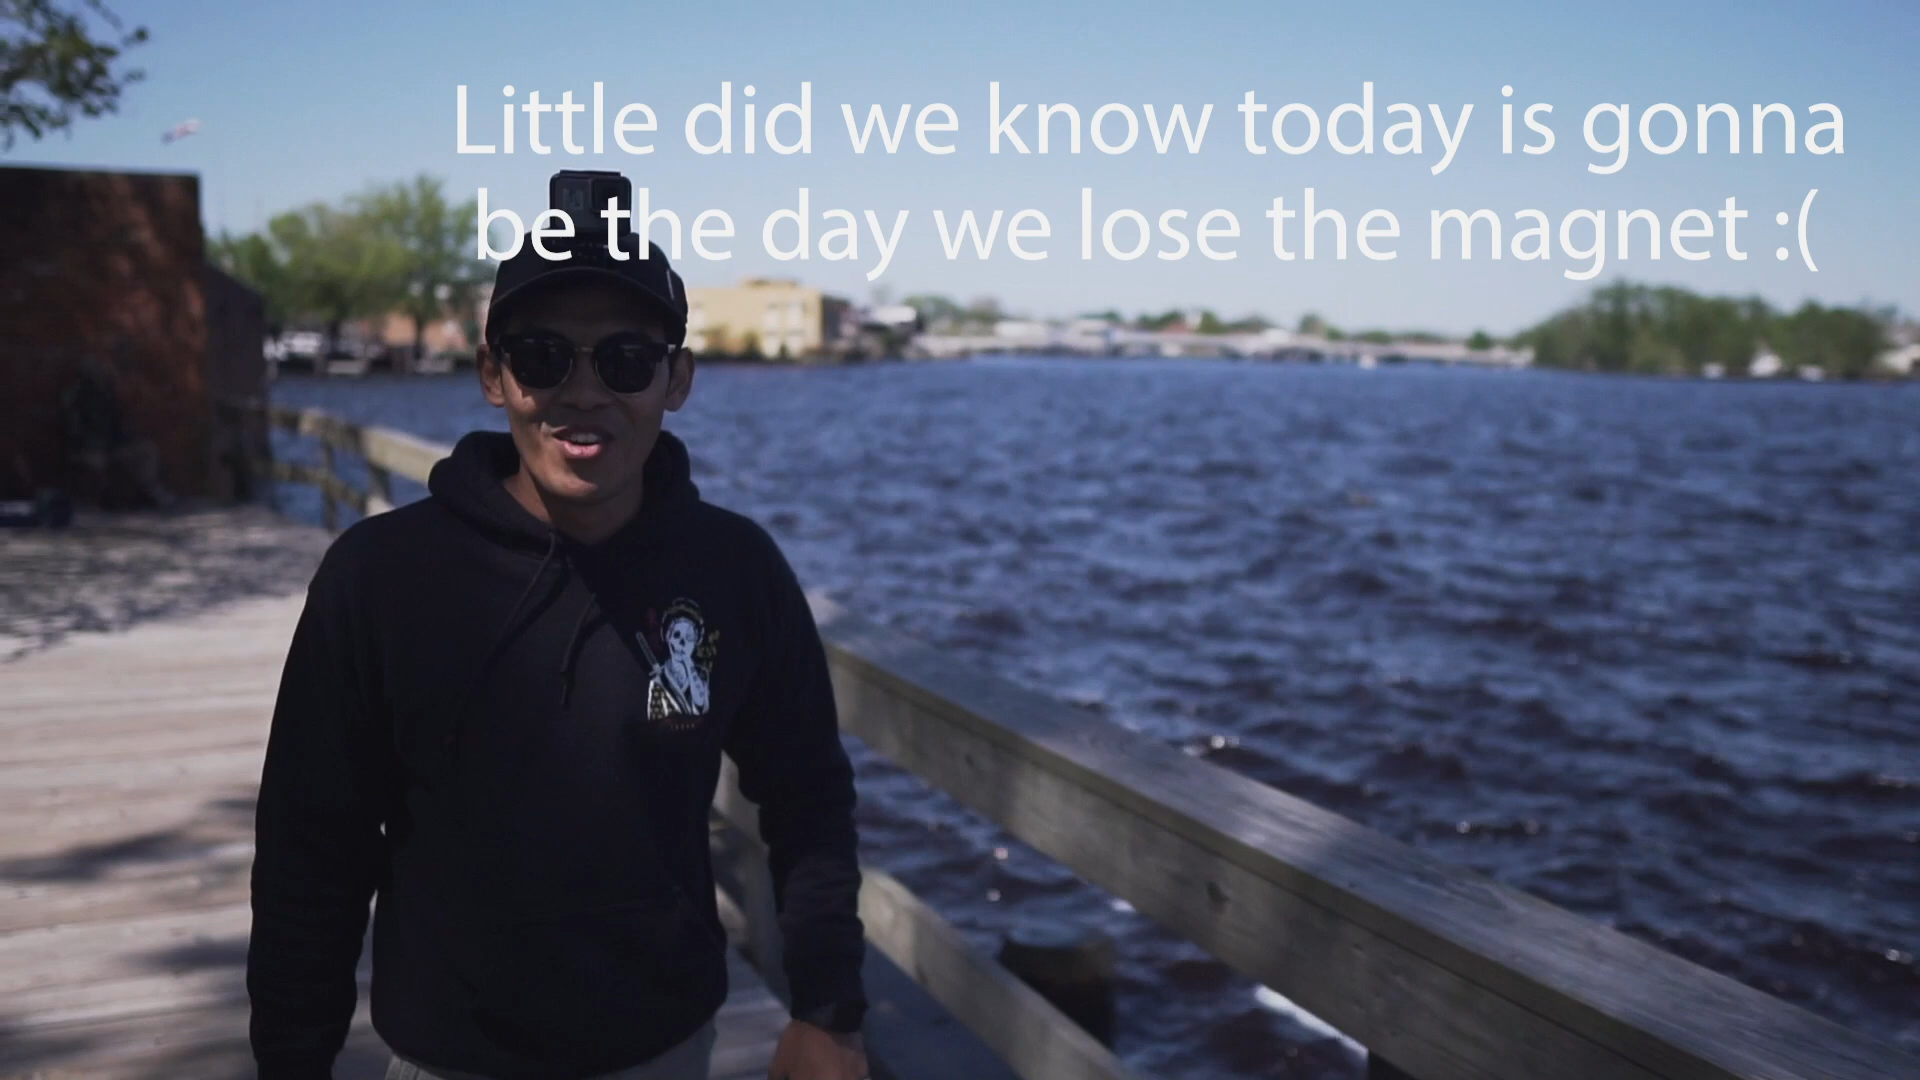 Little did we know today is gonna
be the day we lose the magnet :(